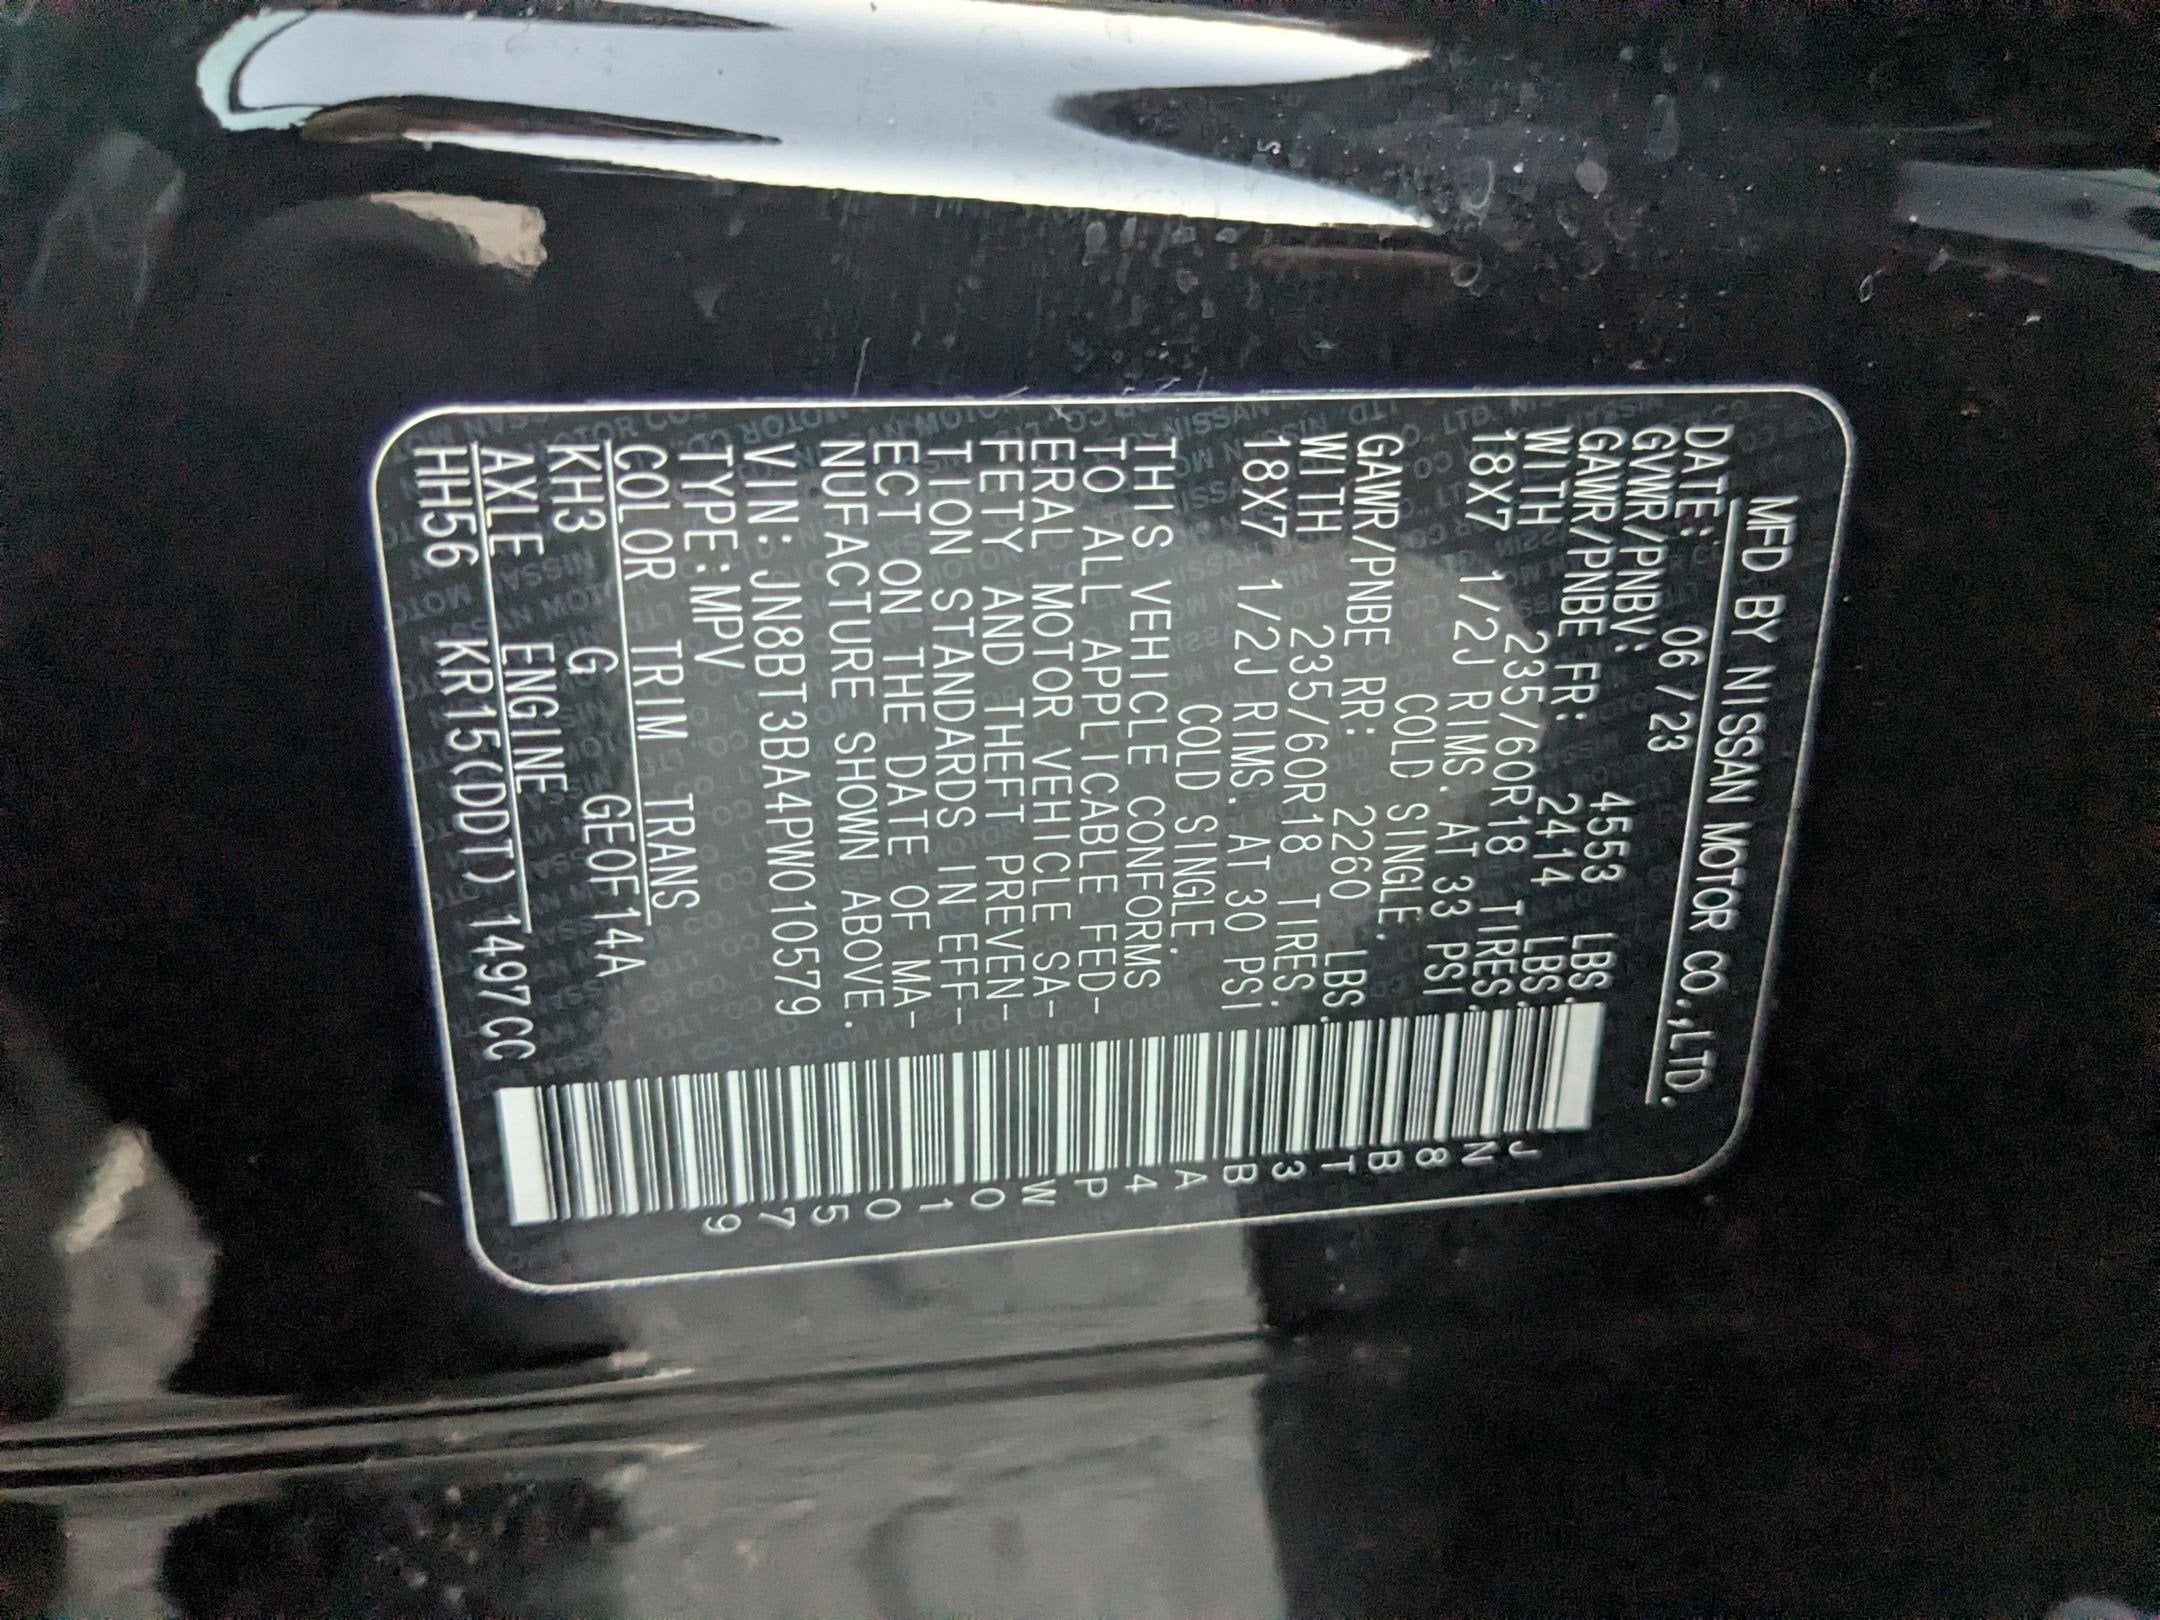 MFD BY NISSAN MOTOR CO.,LTD.
DATE: 06/23
GVWR/PNBV: 4553 LBS.
GAWR/PNBE FR: 2414 LBS.
WITH 235/60R18 TIRES,
18X7 1/2J RIMS. AT 33 PSI
COLD SINGLE.
GAWR/PNBE RR: 2260 LBS.
WITH 235/60R18 TIRES,
18X7 1/2J RIMS. AT 30 PSI
COLD SINGLE.
THIS VEHICLE CONFORMS
TO ALL APPLICABLE FED-
ERAL MOTOR VEHICLE SA-
FETY AND THEFT PREVEN-
TION STANDARDS IN EFF-
ECT ON THE DATE OF MA-
NUFACTURE SHOWN ABOVE.
VIN:JN8BT3BA4PW010579
TYPE:MPV
COLOR TRIM TRANS
KH3 G GEOF14A
AXLE ENGINE
HH56 KR15(DDT) 1497CC
JN8BT3BA4PW010579